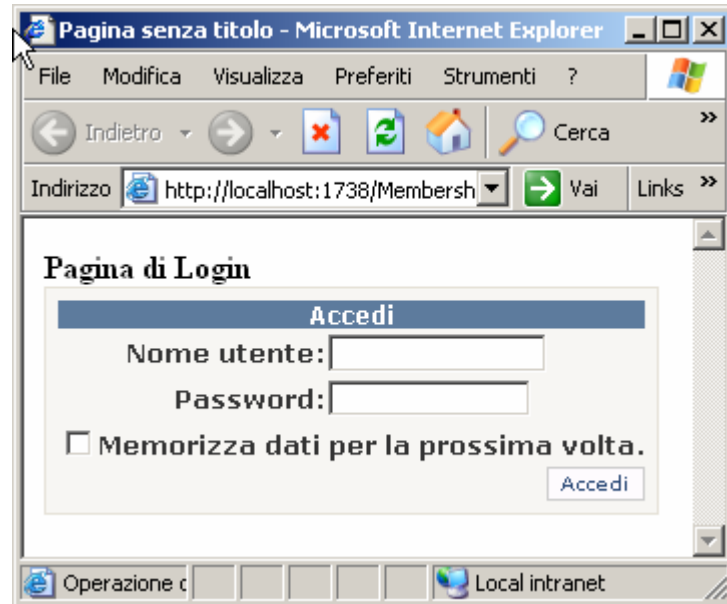 Pagina senza titolo - Microsoft Internet Explorer
File Modifica Visualizza Preferiti Strumenti ?
Indietro Cerca »
Indirizzo http://localhost:1738/Membersh Vai Links »
Pagina di Login
Accedi
Nome utente:
Password:
Memorizza dati per la prossima volta.
Accedi
Operazione c Local intranet